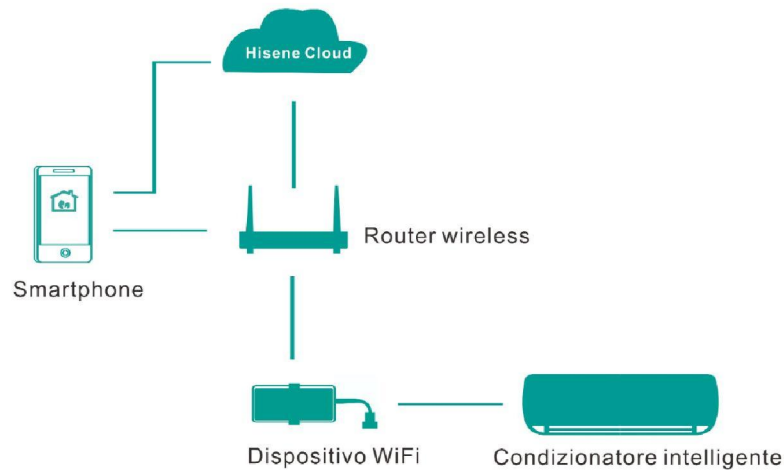 Hisene Cloud
Router wireless
Smartphone
Dispositivo WiFi
Condizionatore intelligente